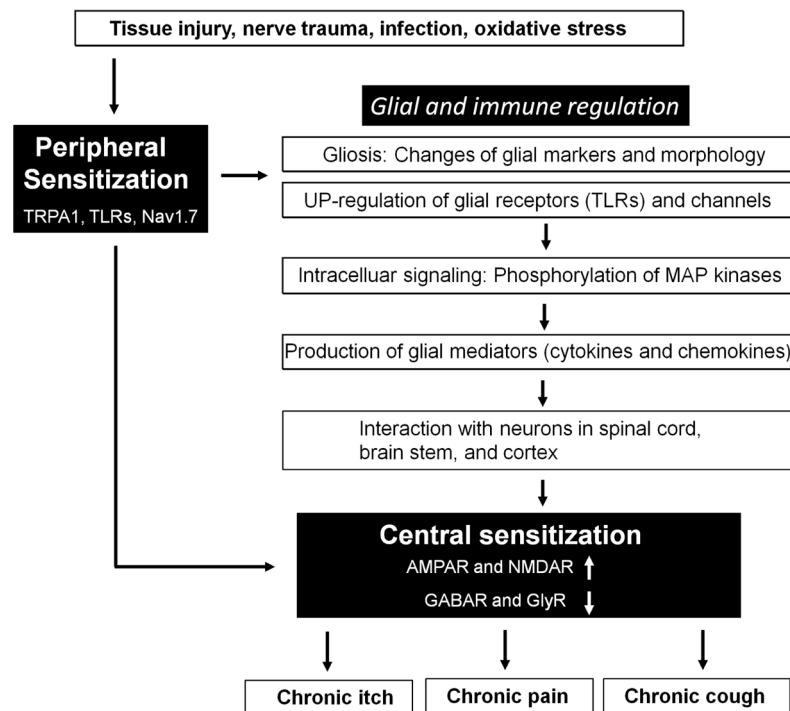 Tissue injury, nerve trauma, infection, oxidative stress
Glial and immune regulation
Peripheral
Sensitization
TRPA1, TLRs, Nav1.7
Gliosis: Changes of glial markers and morphology
UP-regulation of glial receptors (TLRs) and channels
Intracelluar signaling: Phosphorylation of MAP kinases
Production of glial mediators (cytokines and chemokines)
Interaction with neurons in spinal cord,
brain stem, and cortex
Central sensitization
AMPAR and NMDAR
GABAR and GlyR
Chronic itch
Chronic pain
Chronic cough